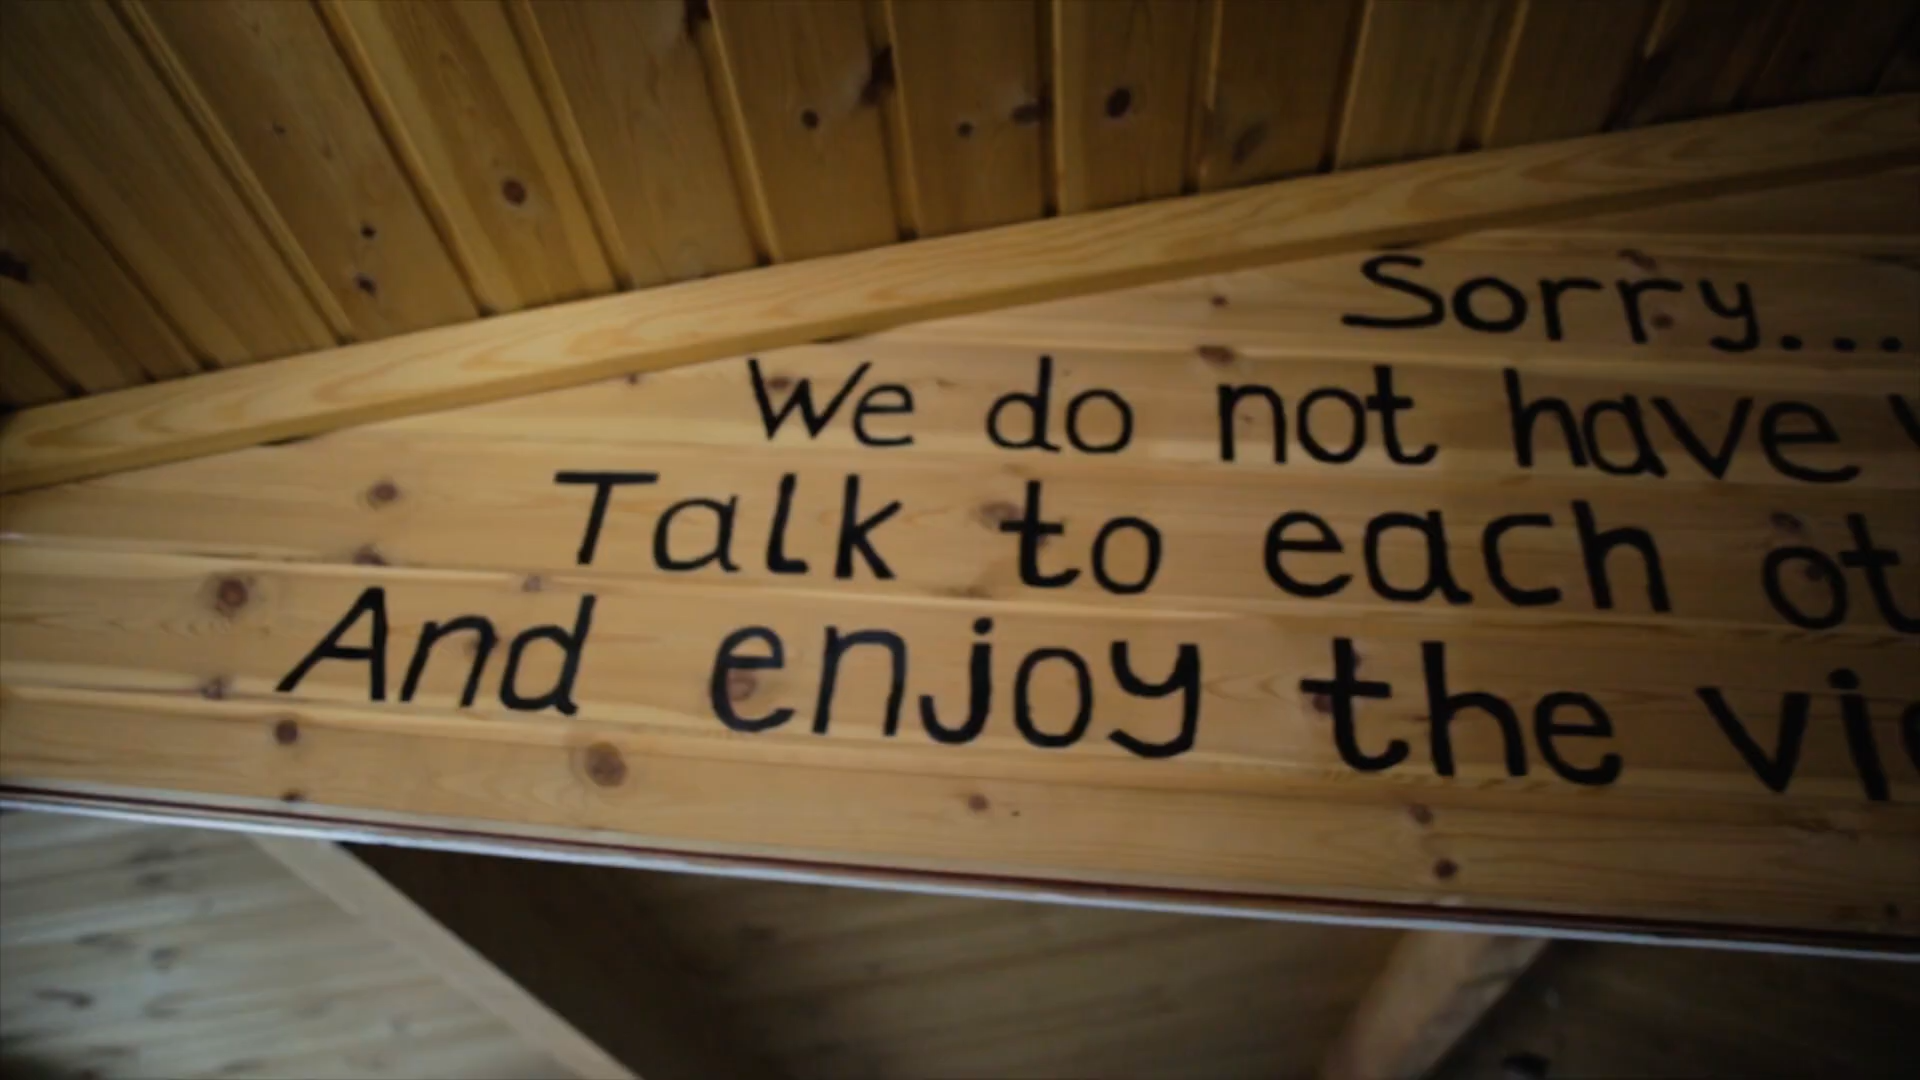 Sorry...
We do not have
Talk to each
And enjoy the